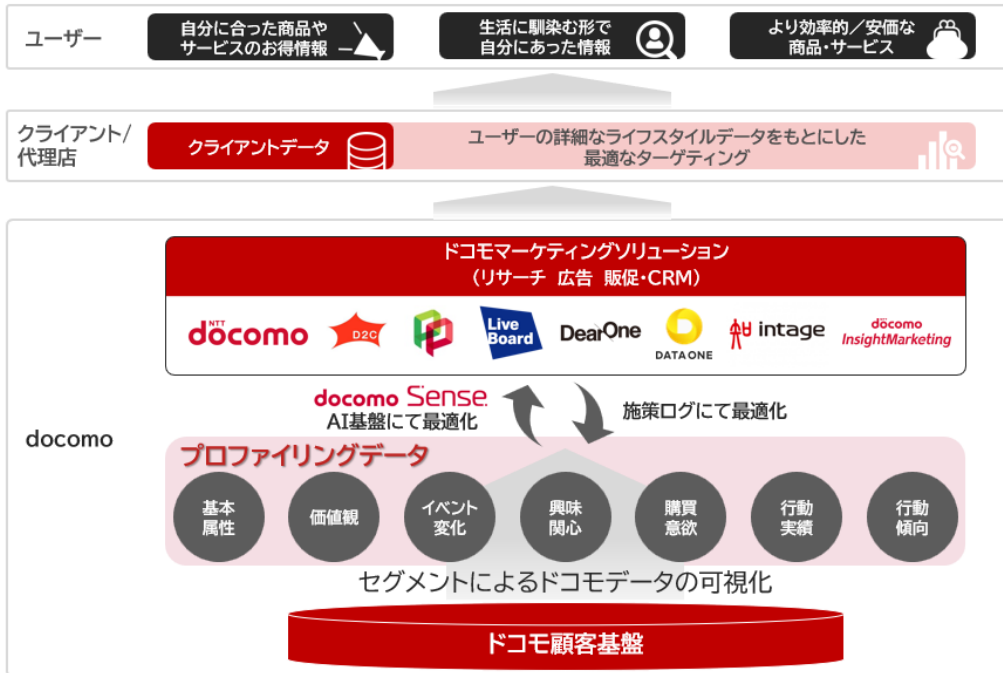 ユーザー
自分に合った商品や
サービスのお得情報
生活に馴染む形で
自分にあった情報
より効率的／安価な
商品・サービス
クライアント/
代理店
クライアントデータ
ユーザーの詳細なライフスタイルデータをもとにした
最適なターゲティング
docomo
ドコモマーケティングソリューション
（リサーチ 広告 販促・CRM）
NTT
döcomo
D2C
Live
Board
DearOne
DATA ONE
intage
döcomo
InsightMarketing
docomo Sense
AI基盤にて最適化
施策ログにて最適化
プロファイリングデータ
基本
属性
価値観
イベント
変化
興味
関心
購買
意欲
行動
実績
行動
傾向
セグメントによるドコモデータの可視化
ドコモ顧客基盤